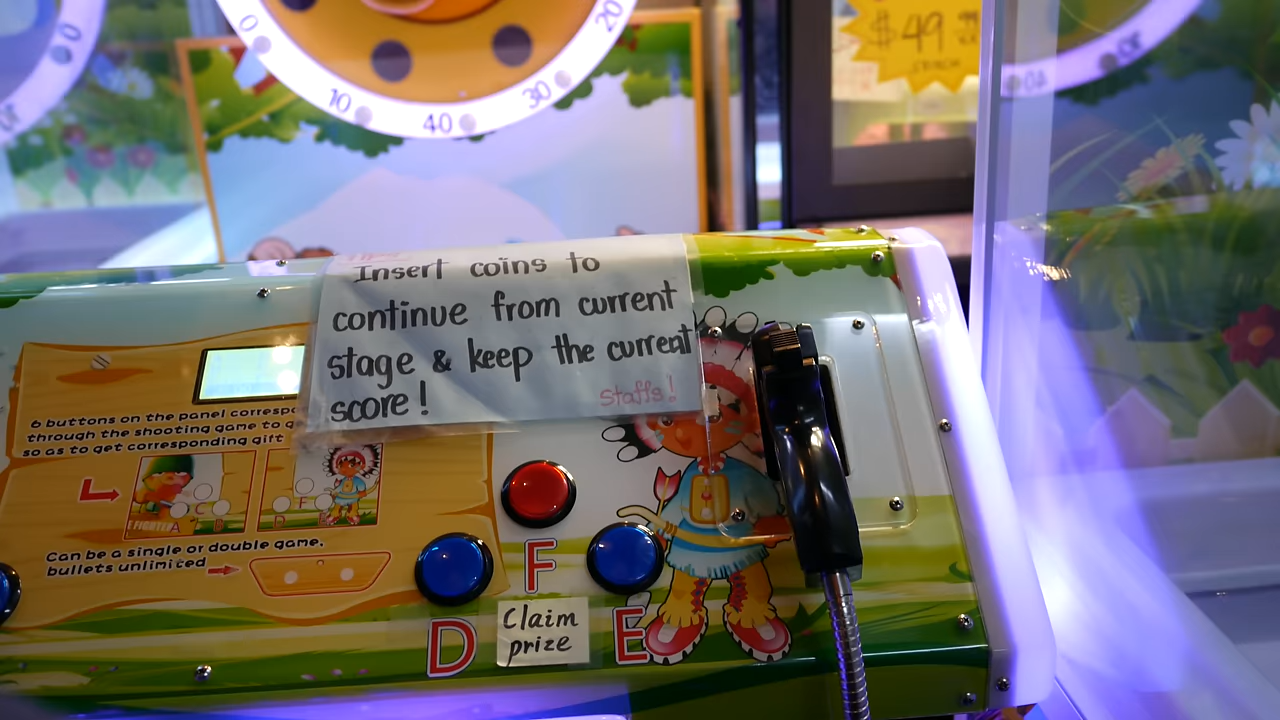 0
0
20
10
30
40
$49
Insert coins to
continue from current
stage & keep the current
score!
Staffs!
6 buttons on the panel
through the shooting game to
so as to get corresponding gift
Can be a single or double game.
bullets unlimited
F
D
E
Claim
prize